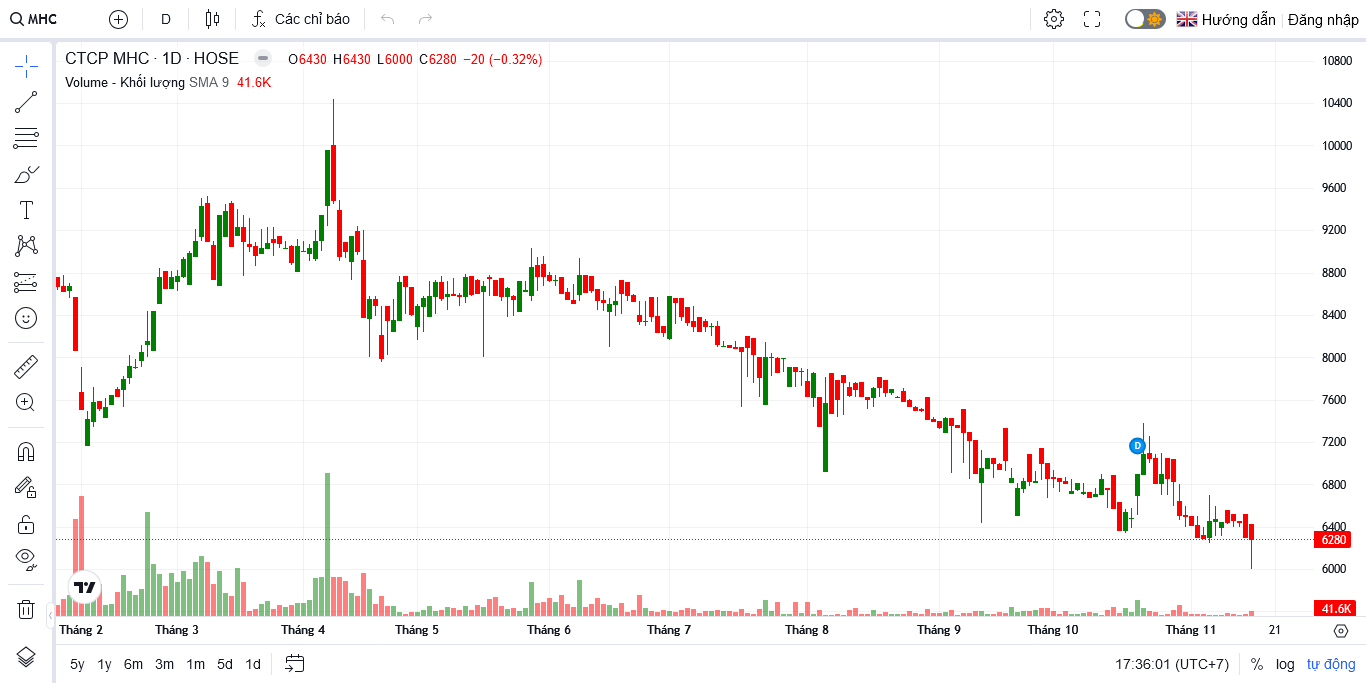 MHC D Các chỉ báo Hướng dẫn Đăng nhập
CTCP MHC · 1D · HOSE O6430 H6430 L6000 C6280 −20 (−0.32%)
Volume - Khối lượng SMA 9 41.6K
10800
10400
10000
9600
9200
8800
8400
8000
7600
7200
D
6800
6400
6280
6000
41.6K
Tháng 2 Tháng 3 Tháng 4 Tháng 5 Tháng 6 Tháng 7 Tháng 8 Tháng 9 Tháng 10 Tháng 11 21
5y 1y 6m 3m 1m 5d 1d 17:36:01 (UTC+7) % log tự động